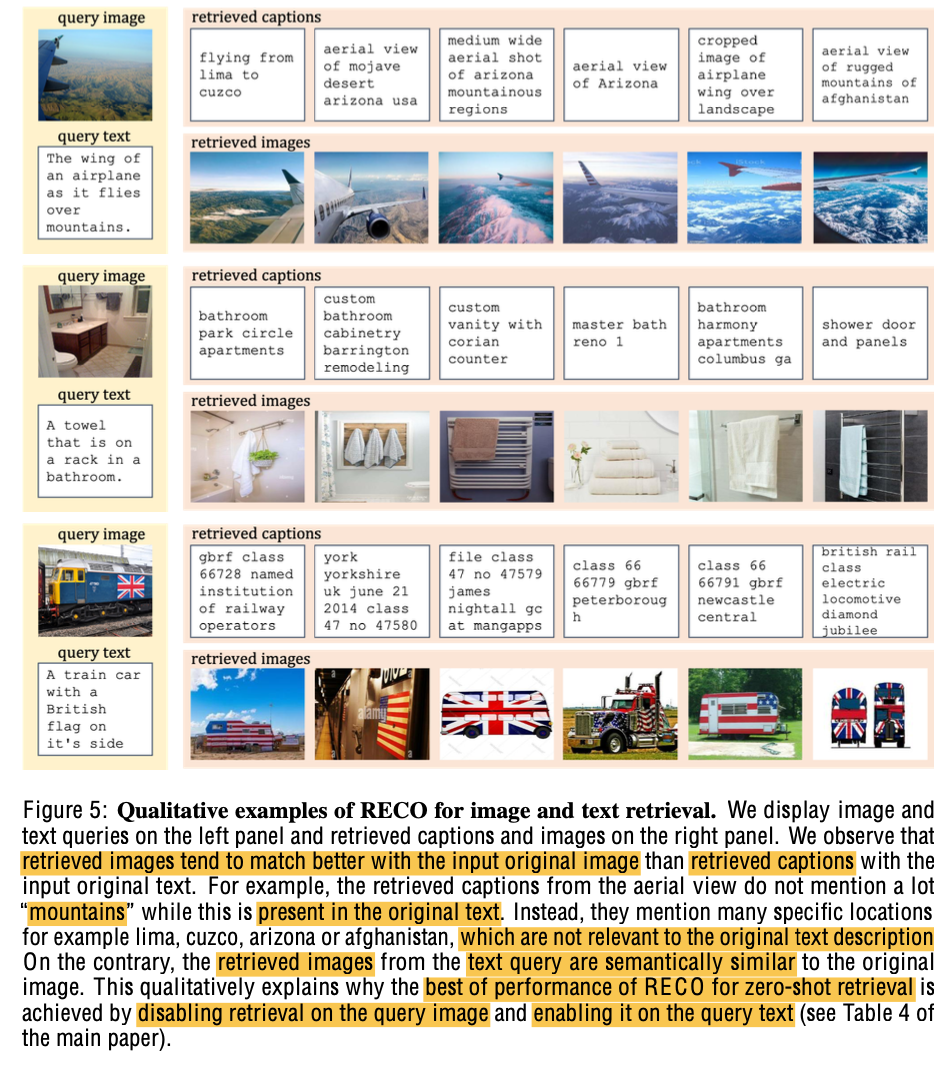 query image
retrieved captions
flying from
lima to
cuzco
aerial view
of mojave
desert
arizona usa
medium wide
aerial shot
of arizona
mountainous
regions
aerial view
of Arizona
cropped
image of
airplane
wing over
landscape
aerial view
of rugged
mountains of
afghanistan
query text
The wing of
an airplane
as it flies
over
mountains.
retrieved images
query image
retrieved captions
bathroom
park circle
apartments
custom
bathroom
cabinetry
barrington
remodeling
custom
vanity with
corian
counter
master bath
reno 1
bathroom
harmony
apartments
columbus ga
shower door
and panels
query text
A towel
that is on
a rack in a
bathroom.
retrieved images
query image
retrieved captions
gbrf class
66728 named
institution
of railway
operators
york
yorkshire
uk june 21
2014 class
47 no 47580
file class
47 no 47579
james
nightall gc
at mangapps
class 66
66779 gbrf
peterboroug
h
class 66
66791 gbrf
newcastle
central
british rail
class
electric
locomotive
diamond
jubilee
query text
A train car
with a
British
flag on
it's side
retrieved images
alamy
Figure 5: Qualitative examples of RECO for image and text retrieval. We display image and
text queries on the left panel and retrieved captions and images on the right panel. We observe that
retrieved images tend to match better with the input original image than retrieved captions with the
input original text. For example, the retrieved captions from the aerial view do not mention a lot
“mountains” while this is present in the original text. Instead, they mention many specific locations
for example lima, cuzco, arizona or afghanistan, which are not relevant to the original text description
On the contrary, the retrieved images from the text query are semantically similar to the original
image. This qualitatively explains why the best of performance of RECO for zero-shot retrieval is
achieved by disabling retrieval on the query image and enabling it on the query text (see Table 4 of
the main paper).